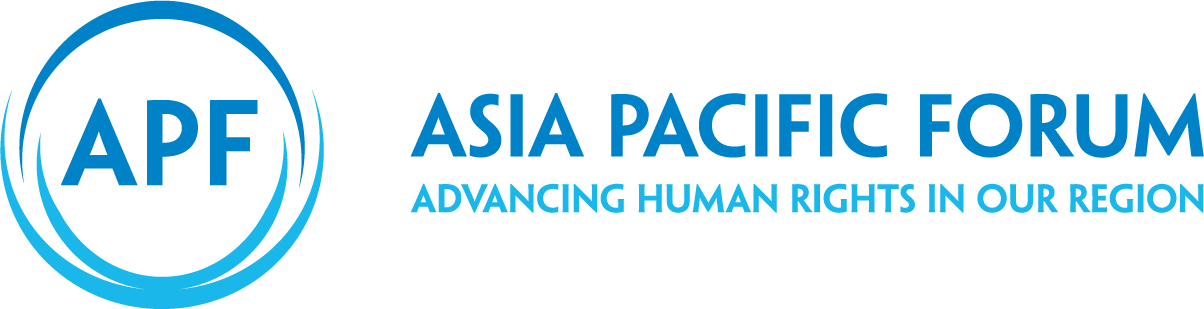 APF
ASIA PACIFIC FORUM
ADVANCING HUMAN RIGHTS IN OUR REGION